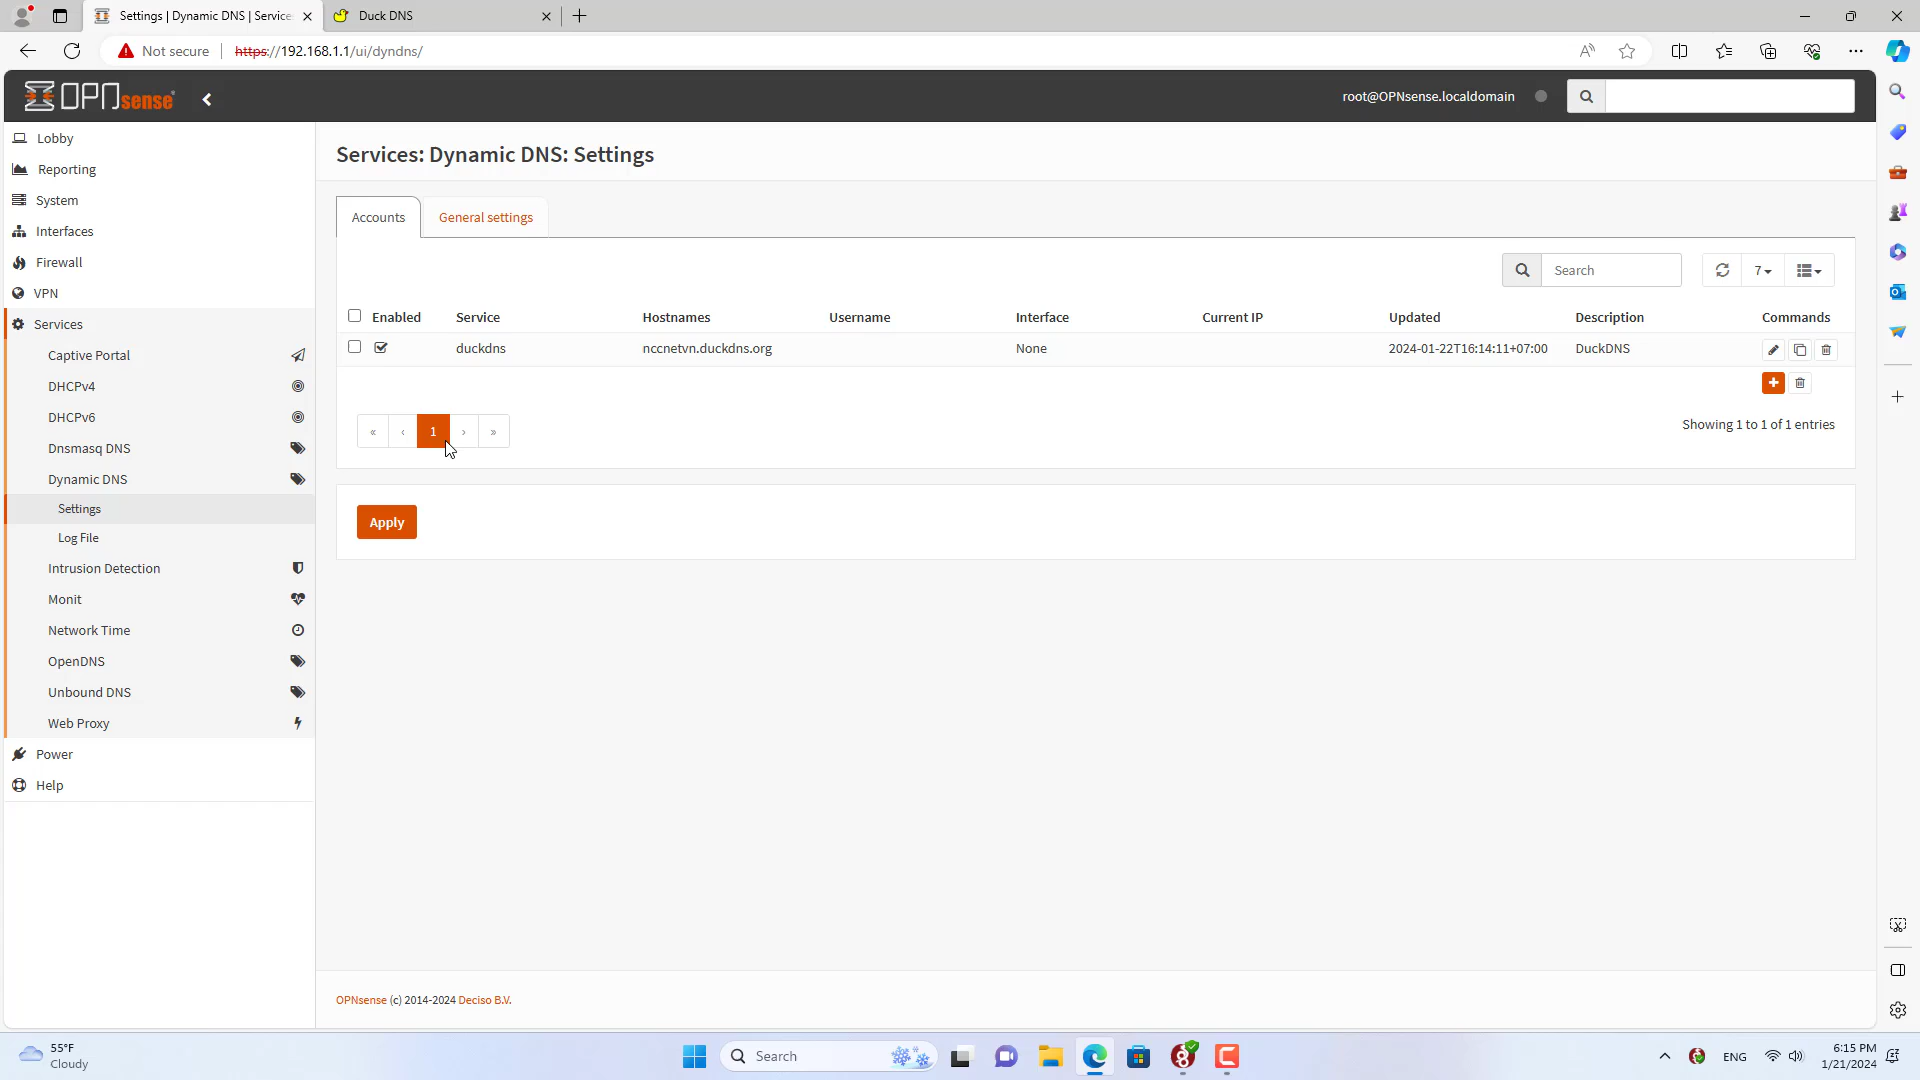 Settings | Dynamic DNS | Service
Duck DNS
Not secure
https://192.168.1.1/ui/dyndns/
OPNsense
root@OPNsense.localdomain
Lobby
Reporting
System
Interfaces
Firewall
VPN
Services
Captive Portal
DHCPv4
DHCPv6
Dnsmasq DNS
Dynamic DNS
Settings
Log File
Intrusion Detection
Monit
Network Time
OpenDNS
Unbound DNS
Web Proxy
Power
Help
Services: Dynamic DNS: Settings
Accounts
General settings
Search
7
Enabled Service Hostnames Username Interface Current IP Updated Description Commands
duckdns nccnetvn.duckdns.org None 2024-01-22T16:14:11+07:00 DuckDNS
« ‹ 1 › »
Showing 1 to 1 of 1 entries
Apply
OPNsense (c) 2014-2024 Deciso B.V.
55°F
Cloudy
Search
ENG
6:15 PM
1/21/2024